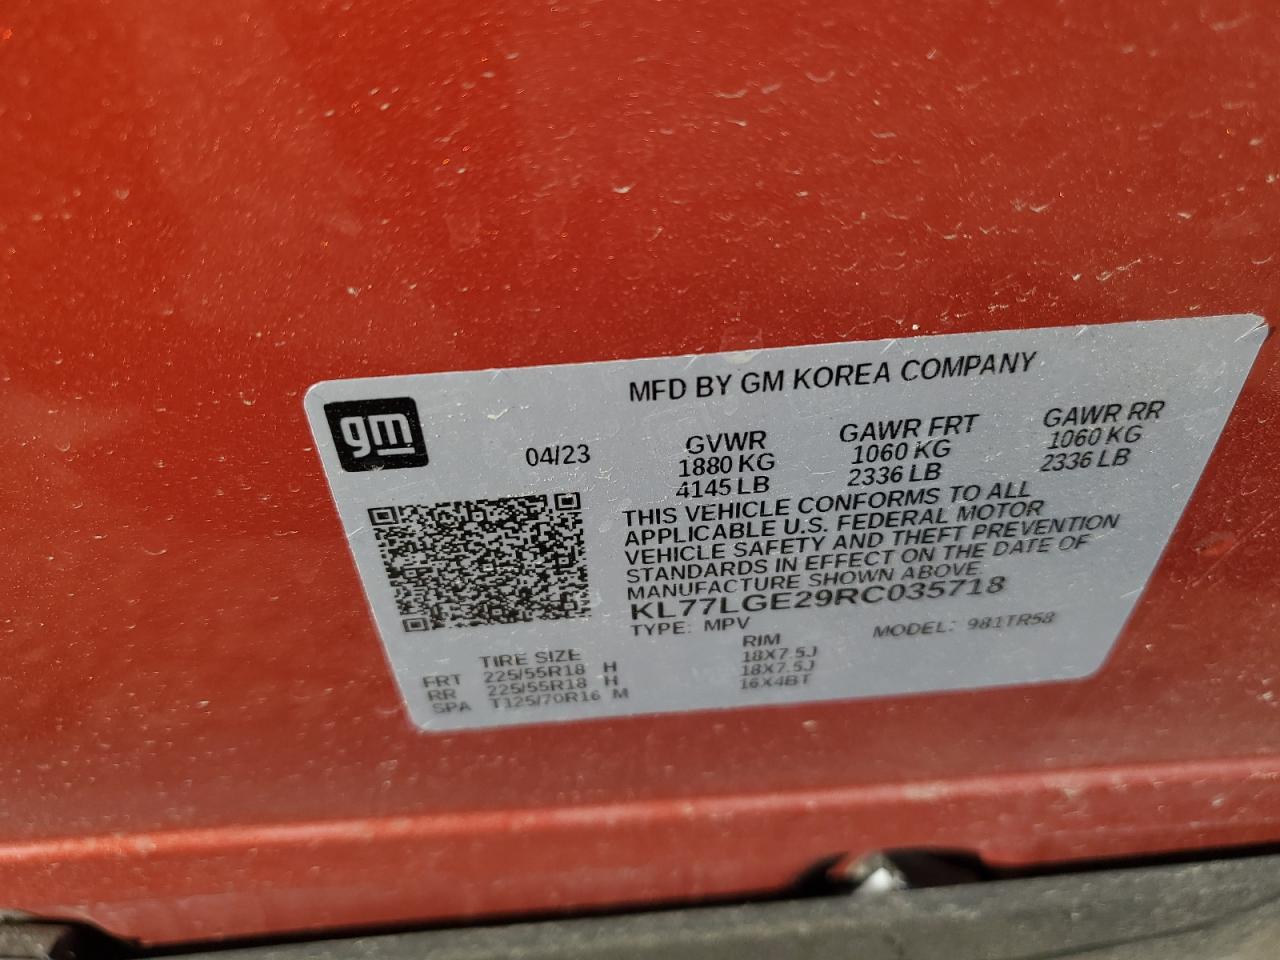 MFD BY GM KOREA COMPANY
gm
04/23
GVWR GAWR FRT GAWR RR
1880 KG 1060 KG 1060 KG
4145 LB 2336 LB 2336 LB
THIS VEHICLE CONFORMS TO ALL
APPLICABLE U.S. FEDERAL MOTOR
VEHICLE SAFETY AND THEFT PREVENTION
STANDARDS IN EFFECT ON THE DATE OF
MANUFACTURE SHOWN ABOVE
KL77LGE29RC035718
TYPE: MPV MODEL: 981TR58
TIRE SIZE RIM
FRT 225/55R18 H 18X7.5J
RR 225/55R18 H 18X7.5J
SPA T125/70R16 M 16X4BT